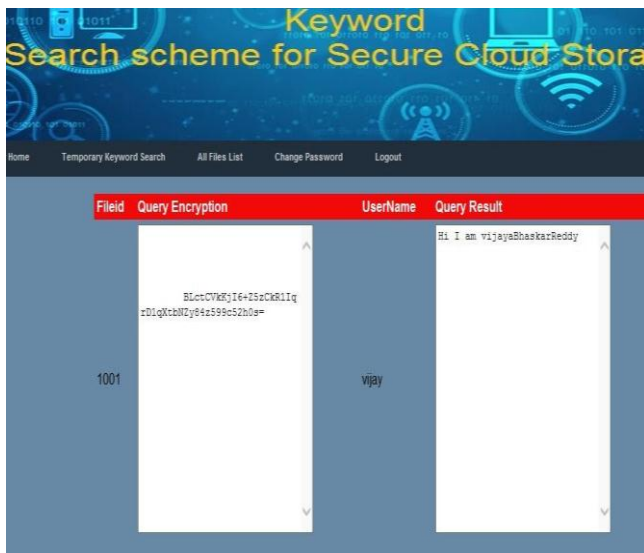 Keyword
Search scheme for Secure Cloud Stora
Home Temporary Keyword Search All Files List Change Password Logout
Fileid Query Encryption UserName Query Result
Hi I am vijayaBhaskarReddy
BLctCVkKjI6+Z5zCkR1Iq
rD1qXtbNZy84z599c52h0s=
1001 vijay